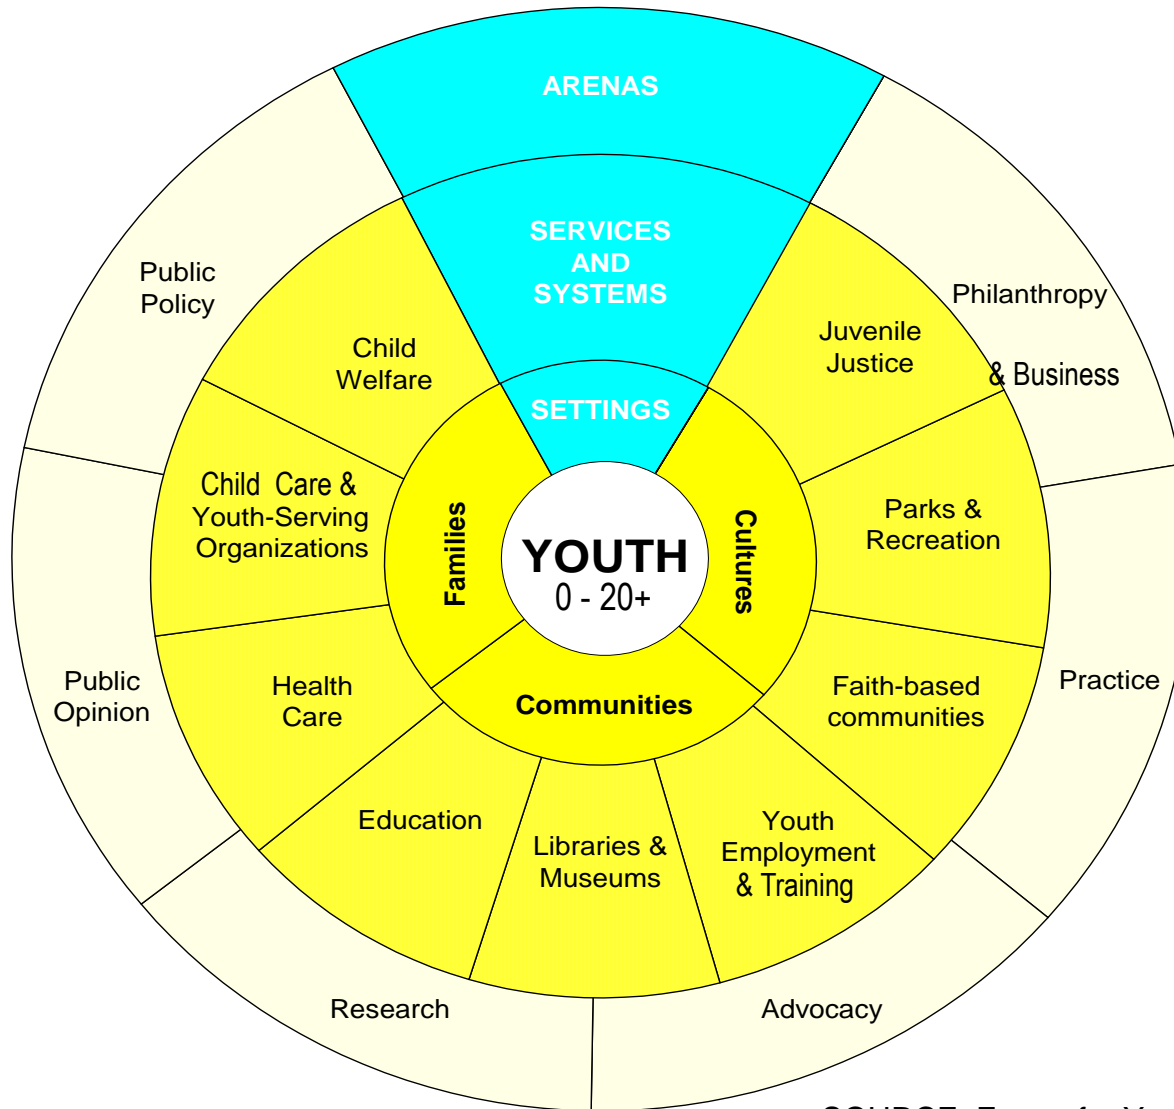 ARENAS
SERVICES
AND
SYSTEMS
SETTINGS
YOUTH
0 - 20+
Families
Communities
Cultures
Child
Welfare
Child Care &
Youth-Serving
Organizations
Health
Care
Education
Libraries &
Museums
Youth
Employment
& Training
Faith-based
communities
Parks &
Recreation
Juvenile
Justice
Public
Policy
Public
Opinion
Research
Advocacy
Practice
Philanthropy
& Business